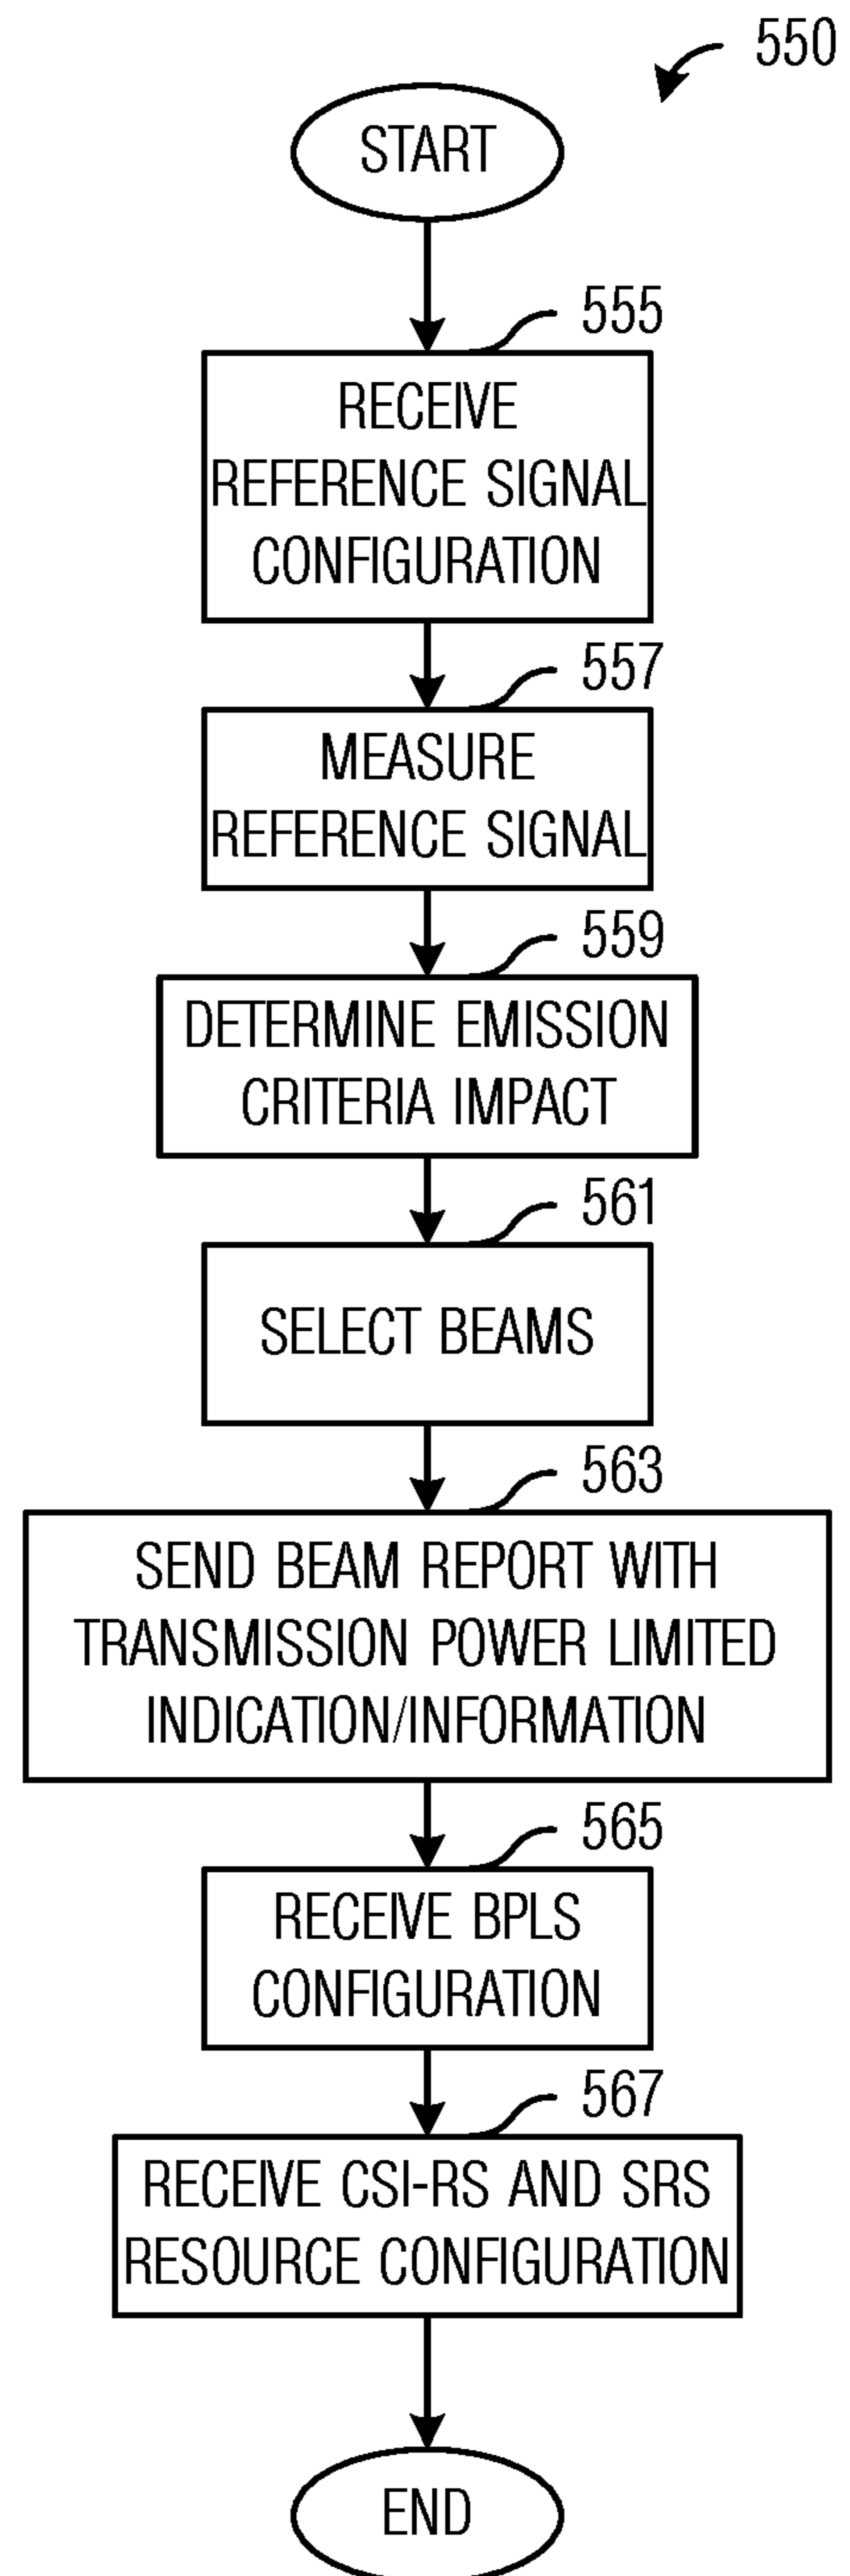 550
START
555
RECEIVE
REFERENCE SIGNAL
CONFIGURATION
557
MEASURE
REFERENCE SIGNAL
559
DETERMINE EMISSION
CRITERIA IMPACT
561
SELECT BEAMS
563
SEND BEAM REPORT WITH
TRANSMISSION POWER LIMITED
INDICATION/INFORMATION
565
RECEIVE BPLS
CONFIGURATION
567
RECEIVE CSI-RS AND SRS
RESOURCE CONFIGURATION
END